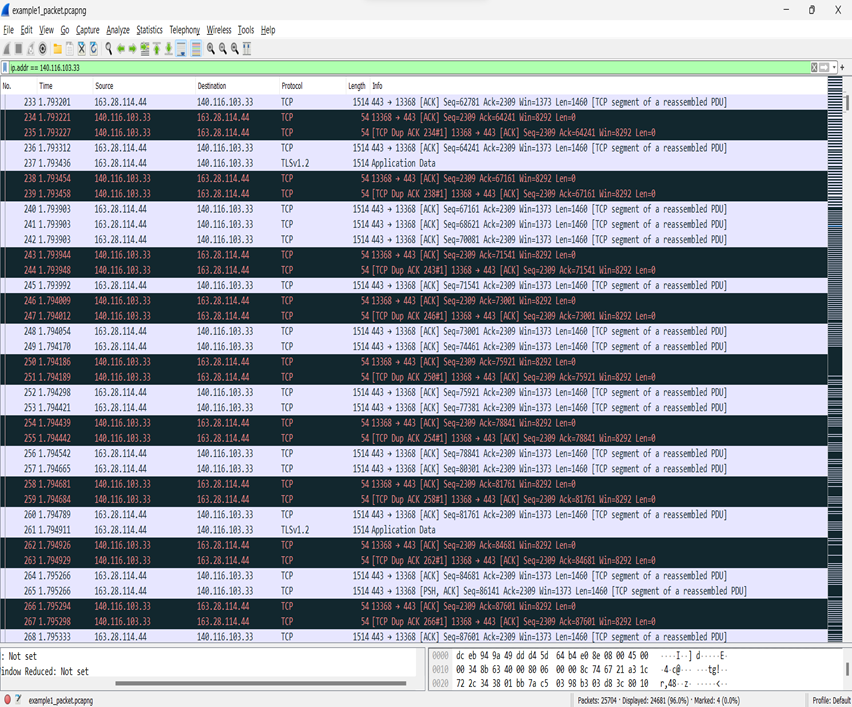 example1_packet.pcapng
File Edit View Go Capture Analyze Statistics Telephony Wireless Tools Help
ip.addr == 140.116.103.33
No. Time Source Destination Protocol Length Info
233 1.793201 163.28.114.44 140.116.103.33 TCP 1514 443 → 13368 [ACK] Seq=62781 Ack=2309 Win=1373 Len=1460 [TCP segment of a reassembled PDU]
234 1.793221 140.116.103.33 163.28.114.44 TCP 54 13368 → 443 [ACK] Seq=2309 Ack=64241 Win=8292 Len=0
235 1.793227 140.116.103.33 163.28.114.44 TCP 54 [TCP Dup ACK 234#1] 13368 → 443 [ACK] Seq=2309 Ack=64241 Win=8292 Len=0
236 1.793312 163.28.114.44 140.116.103.33 TCP 1514 443 → 13368 [ACK] Seq=64241 Ack=2309 Win=1373 Len=1460 [TCP segment of a reassembled PDU]
237 1.793436 163.28.114.44 140.116.103.33 TLSv1.2 1514 Application Data
238 1.793454 140.116.103.33 163.28.114.44 TCP 54 13368 → 443 [ACK] Seq=2309 Ack=67161 Win=8292 Len=0
239 1.793458 140.116.103.33 163.28.114.44 TCP 54 [TCP Dup ACK 238#1] 13368 → 443 [ACK] Seq=2309 Ack=67161 Win=8292 Len=0
240 1.793903 163.28.114.44 140.116.103.33 TCP 1514 443 → 13368 [ACK] Seq=67161 Ack=2309 Win=1373 Len=1460 [TCP segment of a reassembled PDU]
241 1.793903 163.28.114.44 140.116.103.33 TCP 1514 443 → 13368 [ACK] Seq=68621 Ack=2309 Win=1373 Len=1460 [TCP segment of a reassembled PDU]
242 1.793903 163.28.114.44 140.116.103.33 TCP 1514 443 → 13368 [ACK] Seq=70081 Ack=2309 Win=1373 Len=1460 [TCP segment of a reassembled PDU]
243 1.793944 140.116.103.33 163.28.114.44 TCP 54 13368 → 443 [ACK] Seq=2309 Ack=71541 Win=8292 Len=0
244 1.793948 140.116.103.33 163.28.114.44 TCP 54 [TCP Dup ACK 243#1] 13368 → 443 [ACK] Seq=2309 Ack=71541 Win=8292 Len=0
245 1.793992 163.28.114.44 140.116.103.33 TCP 1514 443 → 13368 [ACK] Seq=71541 Ack=2309 Win=1373 Len=1460 [TCP segment of a reassembled PDU]
246 1.794009 140.116.103.33 163.28.114.44 TCP 54 13368 → 443 [ACK] Seq=2309 Ack=73001 Win=8292 Len=0
247 1.794012 140.116.103.33 163.28.114.44 TCP 54 [TCP Dup ACK 246#1] 13368 → 443 [ACK] Seq=2309 Ack=73001 Win=8292 Len=0
248 1.794054 163.28.114.44 140.116.103.33 TCP 1514 443 → 13368 [ACK] Seq=73001 Ack=2309 Win=1373 Len=1460 [TCP segment of a reassembled PDU]
249 1.794170 163.28.114.44 140.116.103.33 TCP 1514 443 → 13368 [ACK] Seq=74461 Ack=2309 Win=1373 Len=1460 [TCP segment of a reassembled PDU]
250 1.794186 140.116.103.33 163.28.114.44 TCP 54 13368 → 443 [ACK] Seq=2309 Ack=75921 Win=8292 Len=0
251 1.794189 140.116.103.33 163.28.114.44 TCP 54 [TCP Dup ACK 250#1] 13368 → 443 [ACK] Seq=2309 Ack=75921 Win=8292 Len=0
252 1.794298 163.28.114.44 140.116.103.33 TCP 1514 443 → 13368 [ACK] Seq=75921 Ack=2309 Win=1373 Len=1460 [TCP segment of a reassembled PDU]
253 1.794421 163.28.114.44 140.116.103.33 TCP 1514 443 → 13368 [ACK] Seq=77381 Ack=2309 Win=1373 Len=1460 [TCP segment of a reassembled PDU]
254 1.794439 140.116.103.33 163.28.114.44 TCP 54 13368 → 443 [ACK] Seq=2309 Ack=78841 Win=8292 Len=0
255 1.794442 140.116.103.33 163.28.114.44 TCP 54 [TCP Dup ACK 254#1] 13368 → 443 [ACK] Seq=2309 Ack=78841 Win=8292 Len=0
256 1.794542 163.28.114.44 140.116.103.33 TCP 1514 443 → 13368 [ACK] Seq=78841 Ack=2309 Win=1373 Len=1460 [TCP segment of a reassembled PDU]
257 1.794665 163.28.114.44 140.116.103.33 TCP 1514 443 → 13368 [ACK] Seq=80301 Ack=2309 Win=1373 Len=1460 [TCP segment of a reassembled PDU]
258 1.794681 140.116.103.33 163.28.114.44 TCP 54 13368 → 443 [ACK] Seq=2309 Ack=81761 Win=8292 Len=0
259 1.794684 140.116.103.33 163.28.114.44 TCP 54 [TCP Dup ACK 258#1] 13368 → 443 [ACK] Seq=2309 Ack=81761 Win=8292 Len=0
260 1.794789 163.28.114.44 140.116.103.33 TCP 1514 443 → 13368 [ACK] Seq=81761 Ack=2309 Win=1373 Len=1460 [TCP segment of a reassembled PDU]
261 1.794911 163.28.114.44 140.116.103.33 TLSv1.2 1514 Application Data
262 1.794926 140.116.103.33 163.28.114.44 TCP 54 13368 → 443 [ACK] Seq=2309 Ack=84681 Win=8292 Len=0
263 1.794929 140.116.103.33 163.28.114.44 TCP 54 [TCP Dup ACK 262#1] 13368 → 443 [ACK] Seq=2309 Ack=84681 Win=8292 Len=0
264 1.795266 163.28.114.44 140.116.103.33 TCP 1514 443 → 13368 [ACK] Seq=84681 Ack=2309 Win=1373 Len=1460 [TCP segment of a reassembled PDU]
265 1.795266 163.28.114.44 140.116.103.33 TCP 1514 443 → 13368 [PSH, ACK] Seq=86141 Ack=2309 Win=1373 Len=1460 [TCP segment of a reassembled PDU]
266 1.795294 140.116.103.33 163.28.114.44 TCP 54 13368 → 443 [ACK] Seq=2309 Ack=87601 Win=8292 Len=0
267 1.795298 140.116.103.33 163.28.114.44 TCP 54 [TCP Dup ACK 266#1] 13368 → 443 [ACK] Seq=2309 Ack=87601 Win=8292 Len=0
268 1.795333 163.28.114.44 140.116.103.33 TCP 1514 443 → 13368 [ACK] Seq=87601 Ack=2309 Win=1373 Len=1460 [TCP segment of a reassembled PDU]
: Not set
indow Reduced: Not set
0000 dc eb 94 9a 49 dd d4 5d 64 b4 e0 8e 08 00 45 00 ····I··]d·····E·
0010 00 34 8b 63 40 00 80 06 00 00 8c 74 67 21 a3 1c ·4·c@······tg!··
0020 72 2c 34 38 01 bb 7a c5 03 98 b3 03 d8 3c 80 10 r,48··z······<··
example1_packet.pcapng
Packets: 25704 · Displayed: 24681 (96.0%) · Marked: 4 (0.0%)
Profile: Default